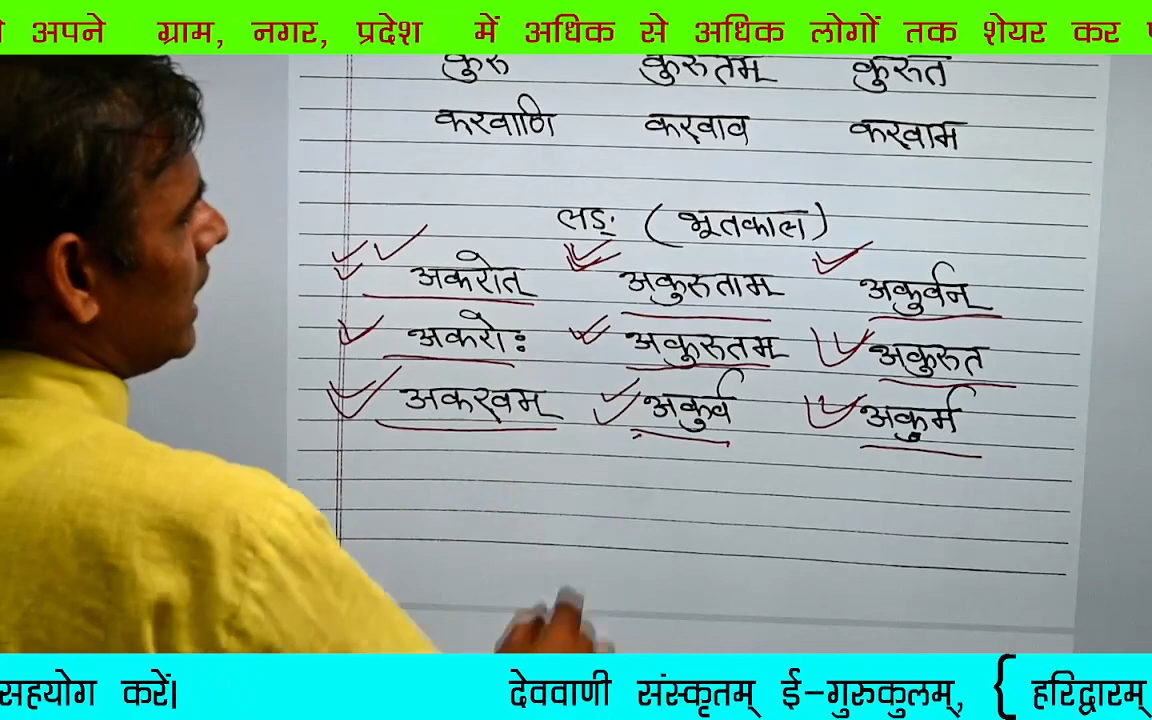 अपने ग्राम, नगर, प्रदेश में अधिक से अधिक लोगों तक शेयर कर
कुरु कुरुतम् कुरुत
करवाणि करवाव करवाम
लङ् (भूतकाल)
अकरोत् अकुरुताम् अकुर्वन्
अकरोः अकुरुतम् अकुरुत
अकरवम् अकुर्व अकुर्म
सहयोग करें। देववाणी संस्कृतम् ई-गुरुकुलम्, { हरिद्वारम्